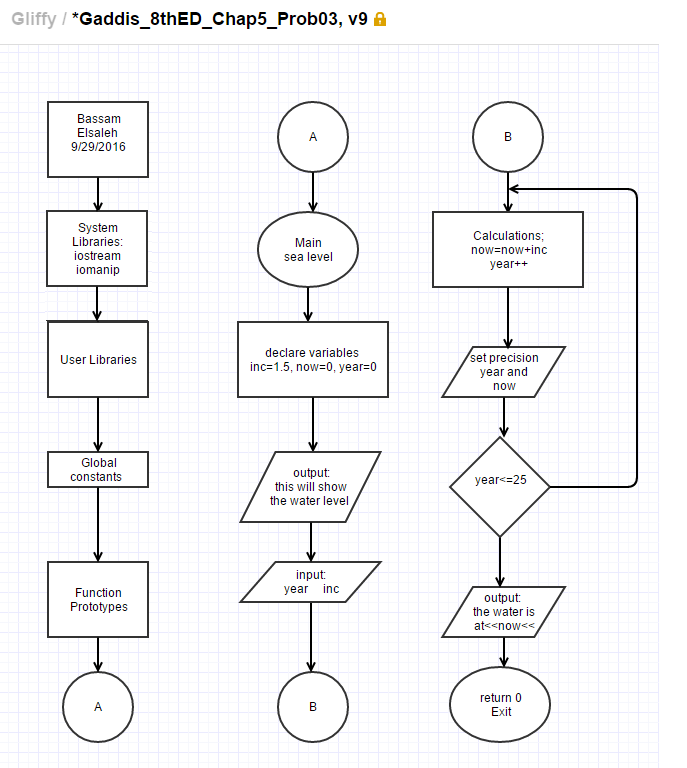 Gliffy / *Gaddis_8thED_Chap5_Prob03, v9
Bassam
Elsaleh
9/29/2016
System
Libraries:
iostream
iomanip
User Libraries
Global
constants
Function
Prototypes
A
A
Main
sea level
declare variables
inc=1.5, now=0, year=0
output:
this will show
the water level
input:
year inc
B
B
Calculations;
now=now+inc
year++
set precision
year and
now
year<=25
output:
the water is
at<<now<<
return 0
Exit